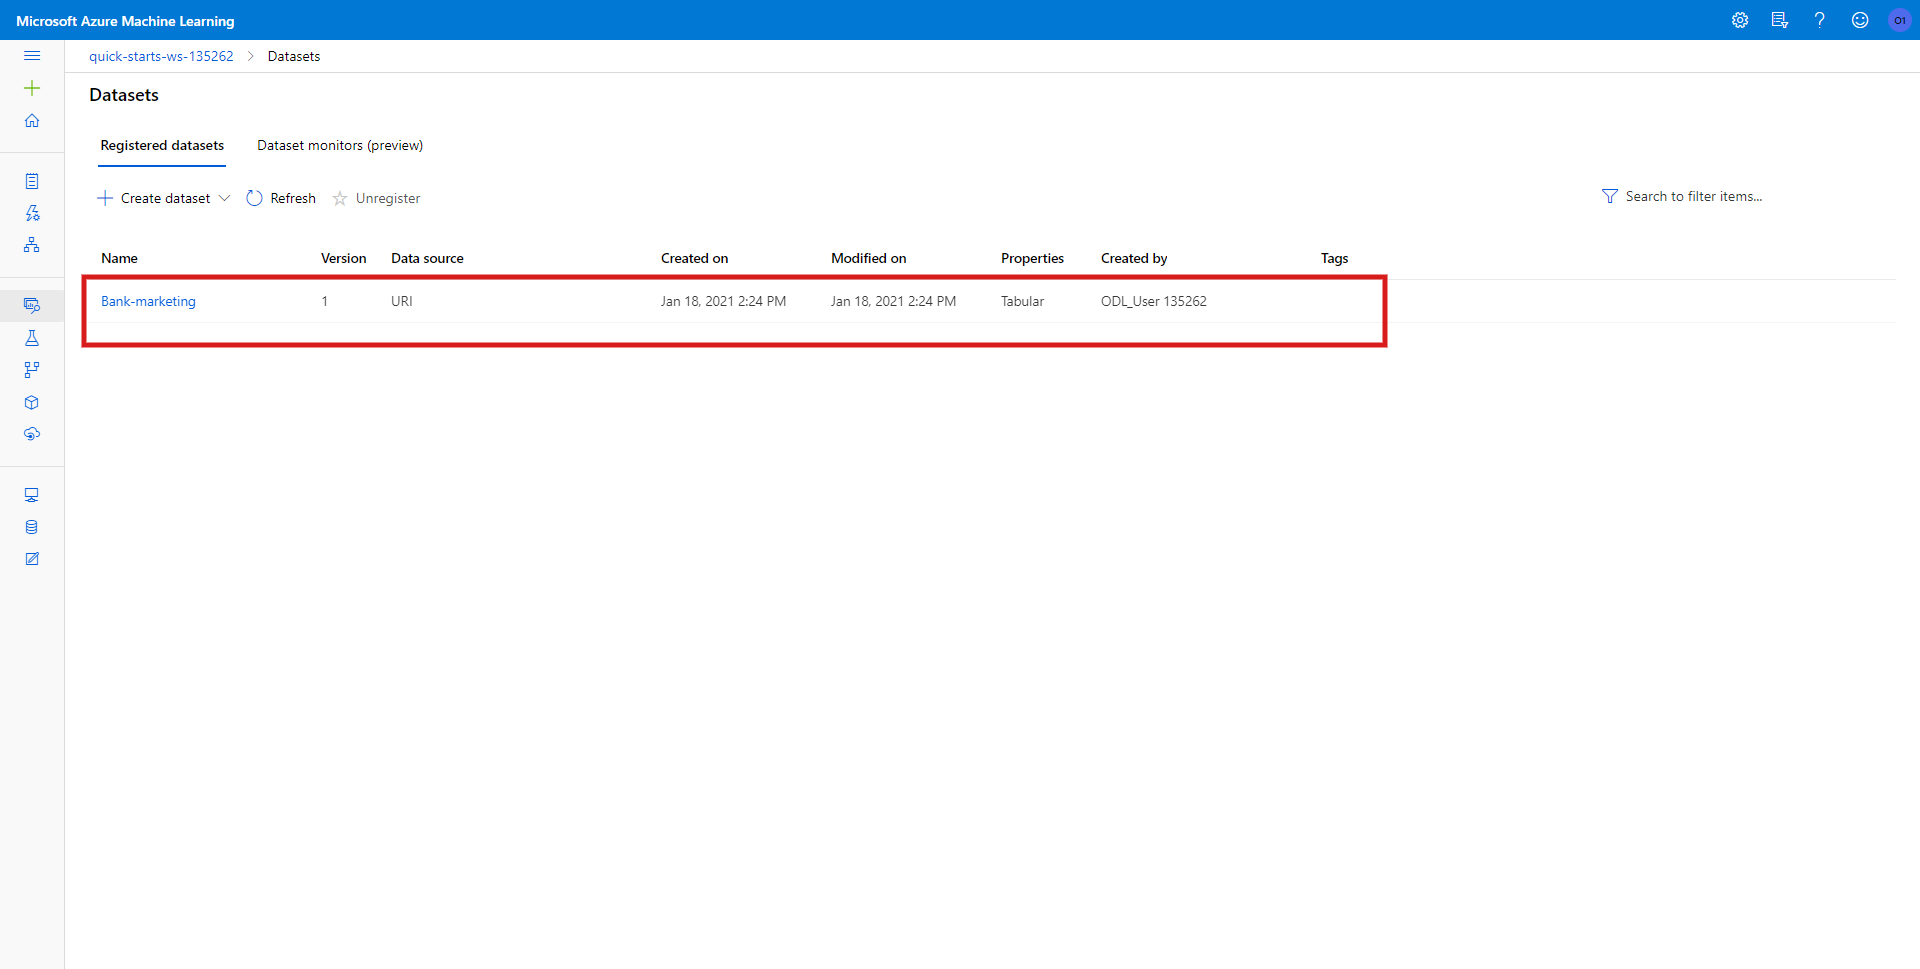 Microsoft Azure Machine Learning
O1
quick-starts-ws-135262 > Datasets
Datasets
Registered datasets Dataset monitors (preview)
Create dataset Refresh Unregister Search to filter items...
Name Version Data source Created on Modified on Properties Created by Tags
Bank-marketing 1 URI Jan 18, 2021 2:24 PM Jan 18, 2021 2:24 PM Tabular ODL_User 135262